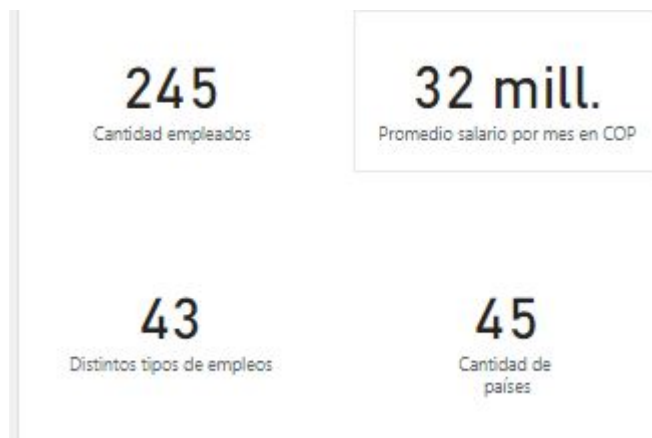 245
Cantidad empleados
32 mill.
Promedio salario por mes en COP
43
Distintos tipos de empleos
45
Cantidad de
países